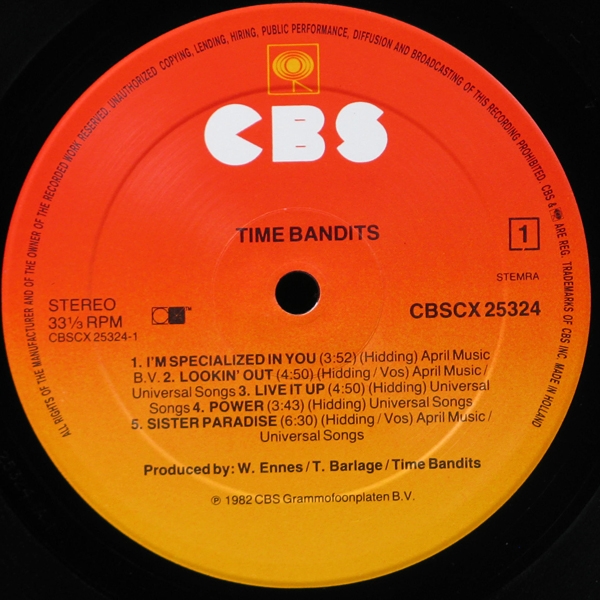 ALL RIGHTS OF THE MANUFACTURER AND OF THE OWNER OF THE RECORDED WORK RESERVED. UNAUTHORIZED COPYING, LENDING, HIRING, PUBLIC PERFORMANCE, DIFFUSION AND BROADCASTING OF THIS RECORDING PROHIBITED. CBS & ARE REG. TRADEMARKS OF CBS INC. MADE IN HOLLAND
CBS
TIME BANDITS
1
STEMRA
STEREO
33⅓ RPM
CBSCX 25324-1
TM
CBSCX 25324
1. I'M SPECIALIZED IN YOU (3:52) (Hidding) April Music
B.V. 2. LOOKIN' OUT (4:50) (Hidding / Vos) April Music /
Universal Songs 3. LIVE IT UP (4:50) (Hidding) Universal
Songs 4. POWER (3:43) (Hidding) Universal Songs
5. SISTER PARADISE (6:30) (Hidding / Vos) April Music /
Universal Songs
Produced by: W. Ennes / T. Barlage / Time Bandits
℗ 1982 CBS Grammofoonplaten B.V.